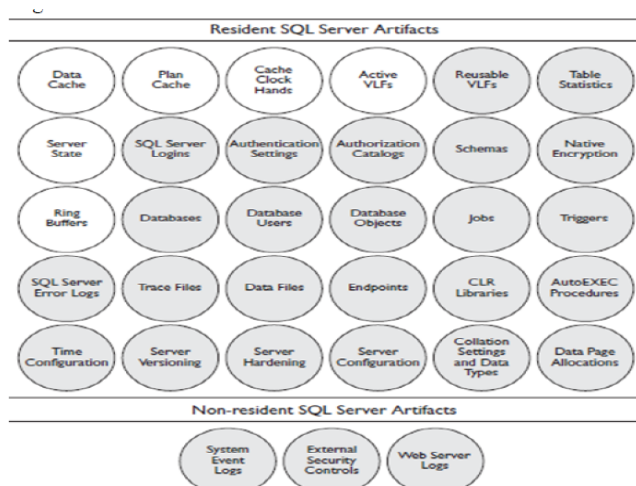 Resident SQL Server Artifacts
Data Cache
Plan Cache
Cache Clock Hands
Active VLFs
Reusable VLFs
Table Statistics
Server State
SQL Server Logins
Authentication Settings
Authorization Catalogs
Schemas
Native Encryption
Ring Buffers
Databases
Database Users
Database Objects
Jobs
Triggers
SQL Server Error Logs
Trace Files
Data Files
Endpoints
CLR Libraries
AutoEXEC Procedures
Time Configuration
Server Versioning
Server Hardening
Server Configuration
Collation Settings and Data Types
Data Page Allocations
Non-resident SQL Server Artifacts
System Event Logs
External Security Controls
Web Server Logs